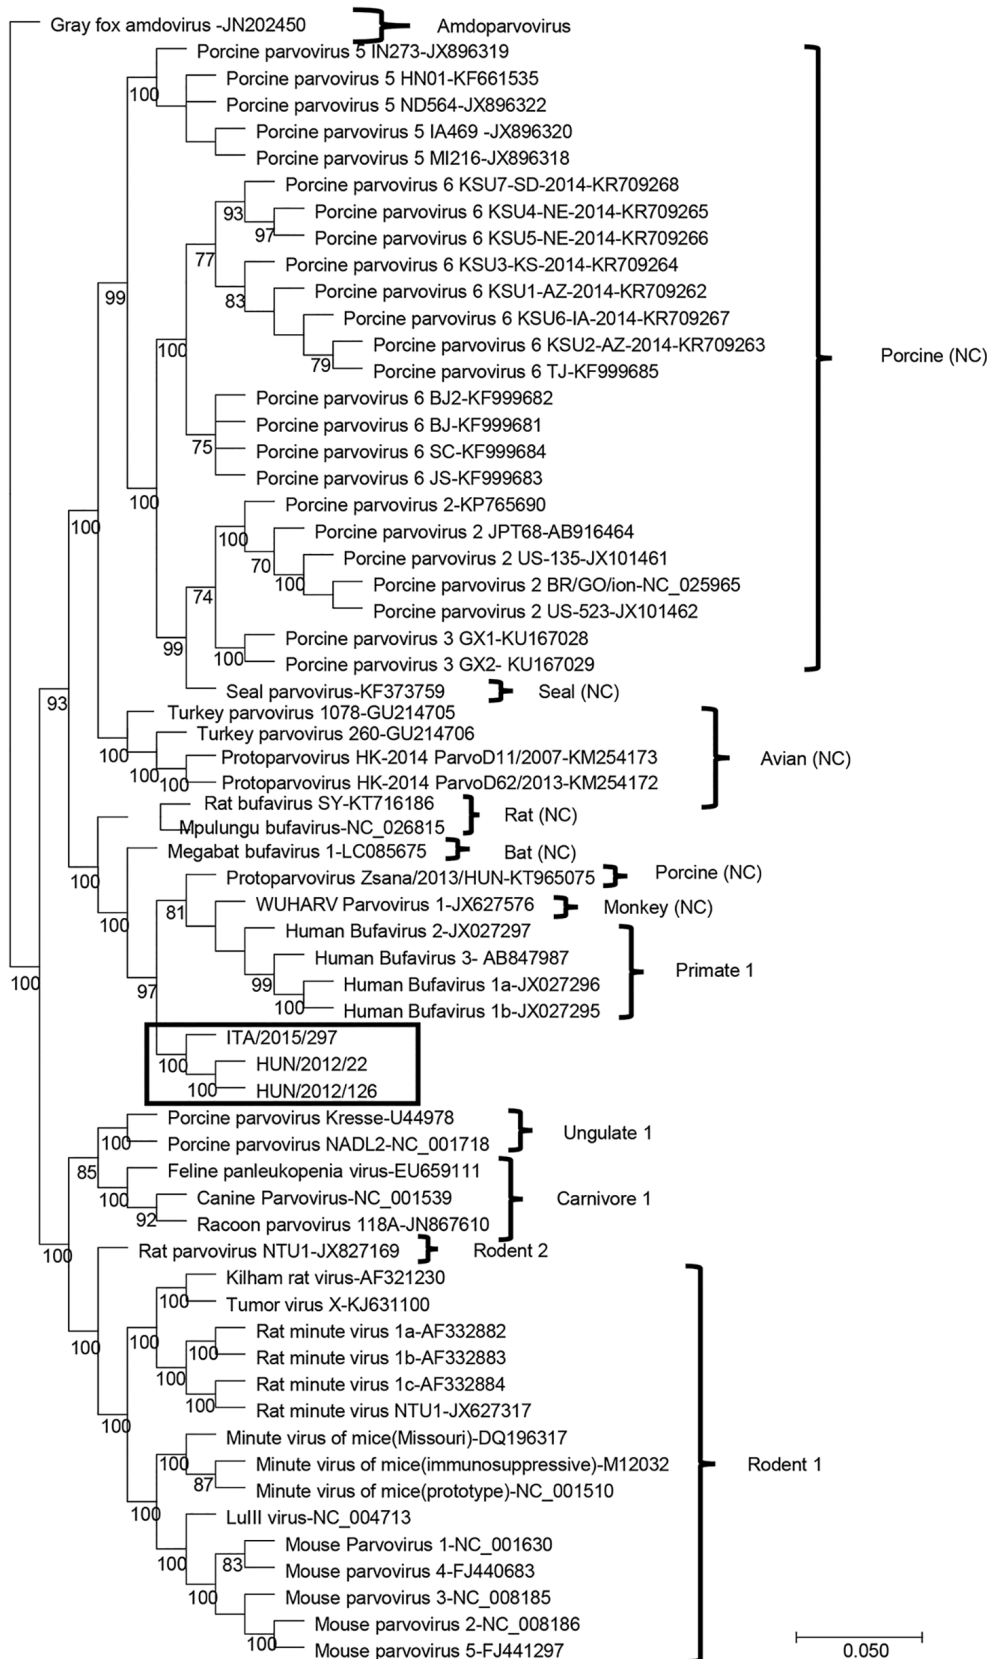 Gray fox amdovirus -JN202450 Amdoparvovirus
Porcine parvovirus 5 IN273-JX896319
Porcine parvovirus 5 HN01-KF661535
100
Porcine parvovirus 5 ND564-JX896322
Porcine parvovirus 5 IA469 -JX896320
Porcine parvovirus 5 MI216-JX896318
Porcine parvovirus 6 KSU7-SD-2014-KR709268
93 Porcine parvovirus 6 KSU4-NE-2014-KR709265
97 Porcine parvovirus 6 KSU5-NE-2014-KR709266
77 Porcine parvovirus 6 KSU3-KS-2014-KR709264
99 83 Porcine parvovirus 6 KSU1-AZ-2014-KR709262
Porcine parvovirus 6 KSU6-IA-2014-KR709267
100 Porcine parvovirus 6 KSU2-AZ-2014-KR709263
Porcine (NC)
79 Porcine parvovirus 6 TJ-KF999685
Porcine parvovirus 6 BJ2-KF999682
Porcine parvovirus 6 BJ-KF999681
75 Porcine parvovirus 6 SC-KF999684
Porcine parvovirus 6 JS-KF999683
100 Porcine parvovirus 2-KP765690
100 Porcine parvovirus 2 JPT68-AB916464
100
70 Porcine parvovirus 2 US-135-JX101461
100 Porcine parvovirus 2 BR/GO/ion-NC_025965
74 Porcine parvovirus 2 US-523-JX101462
Porcine parvovirus 3 GX1-KU167028
99 100 Porcine parvovirus 3 GX2- KU167029
Seal parvovirus-KF373759 Seal (NC)
93 Turkey parvovirus 1078-GU214705
Turkey parvovirus 260-GU214706
100 Protoparvovirus HK-2014 ParvoD11/2007-KM254173 Avian (NC)
100 100 Protoparvovirus HK-2014 ParvoD62/2013-KM254172
Rat bufavirus SY-KT716186
Rat (NC)
Mpulungu bufavirus-NC_026815
Megabat bufavirus 1-LC085675 Bat (NC)
100 Protoparvovirus Zsana/2013/HUN-KT965075 Porcine (NC)
81 WUHARV Parvovirus 1-JX627576 Monkey (NC)
100 Human Bufavirus 2-JX027297
Human Bufavirus 3- AB847987
Primate 1
100 97 99 Human Bufavirus 1a-JX027296
100 Human Bufavirus 1b-JX027295
ITA/2015/297
100 HUN/2012/22
100 HUN/2012/126
Porcine parvovirus Kresse-U44978
Ungulate 1
100 Porcine parvovirus NADL2-NC_001718
85 Feline panleukopenia virus-EU659111
100 Canine Parvovirus-NC_001539 Carnivore 1
92 Racoon parvovirus 118A-JN867610
100 Rat parvovirus NTU1-JX827169 Rodent 2
Kilham rat virus-AF321230
100 Tumor virus X-KJ631100
100 Rat minute virus 1a-AF332882
100 100 Rat minute virus 1b-AF332883
100 Rat minute virus 1c-AF332884
100 Rat minute virus NTU1-JX627317
100 Minute virus of mice(Missouri)-DQ196317
100 Minute virus of mice(immunosuppressive)-M12032 Rodent 1
87 Minute virus of mice(prototype)-NC_001510
100 LuIII virus-NC_004713
Mouse Parvovirus 1-NC_001630
100 83 Mouse parvovirus 4-FJ440683
100 Mouse parvovirus 3-NC_008185
Mouse parvovirus 2-NC_008186
100 Mouse parvovirus 5-FJ441297
0.050